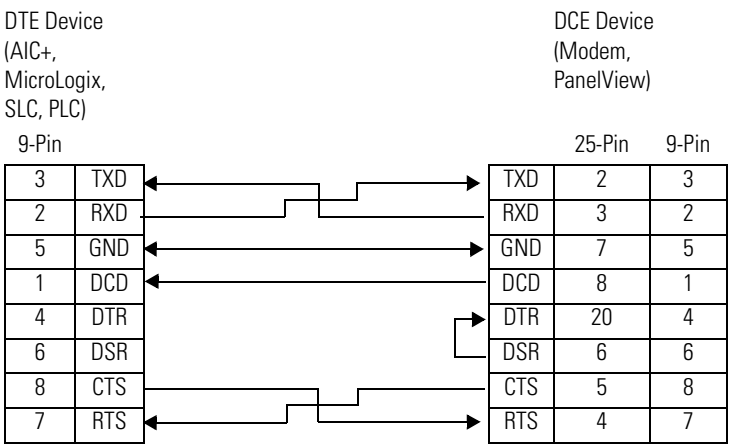 DTE Device
(AIC+,
MicroLogix,
SLC, PLC)
DCE Device
(Modem,
PanelView)
9-Pin
25-Pin 9-Pin
3 TXD TXD 2 3
2 RXD RXD 3 2
5 GND GND 7 5
1 DCD DCD 8 1
4 DTR DTR 20 4
6 DSR DSR 6 6
8 CTS CTS 5 8
7 RTS RTS 4 7